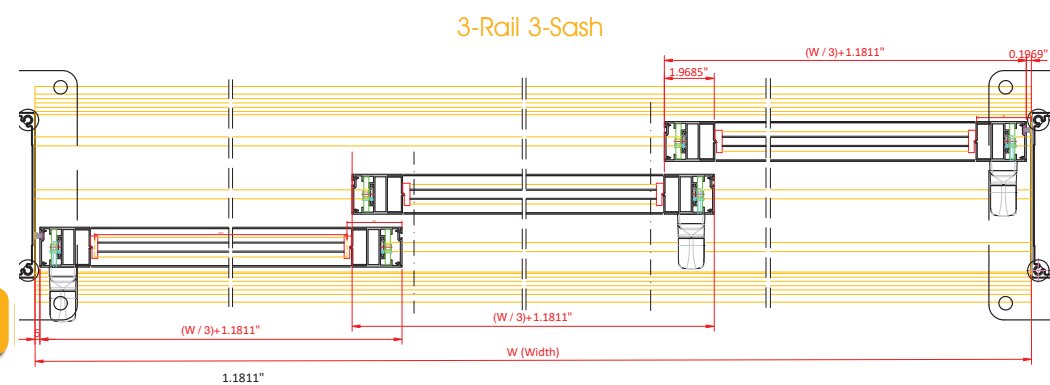 3-Rail 3-Sash
(W / 3)+1.1811"
0.1969"
1.9685"
(W / 3)+1.1811"
(W / 3)+1.1811"
W (Width)
1.1811"